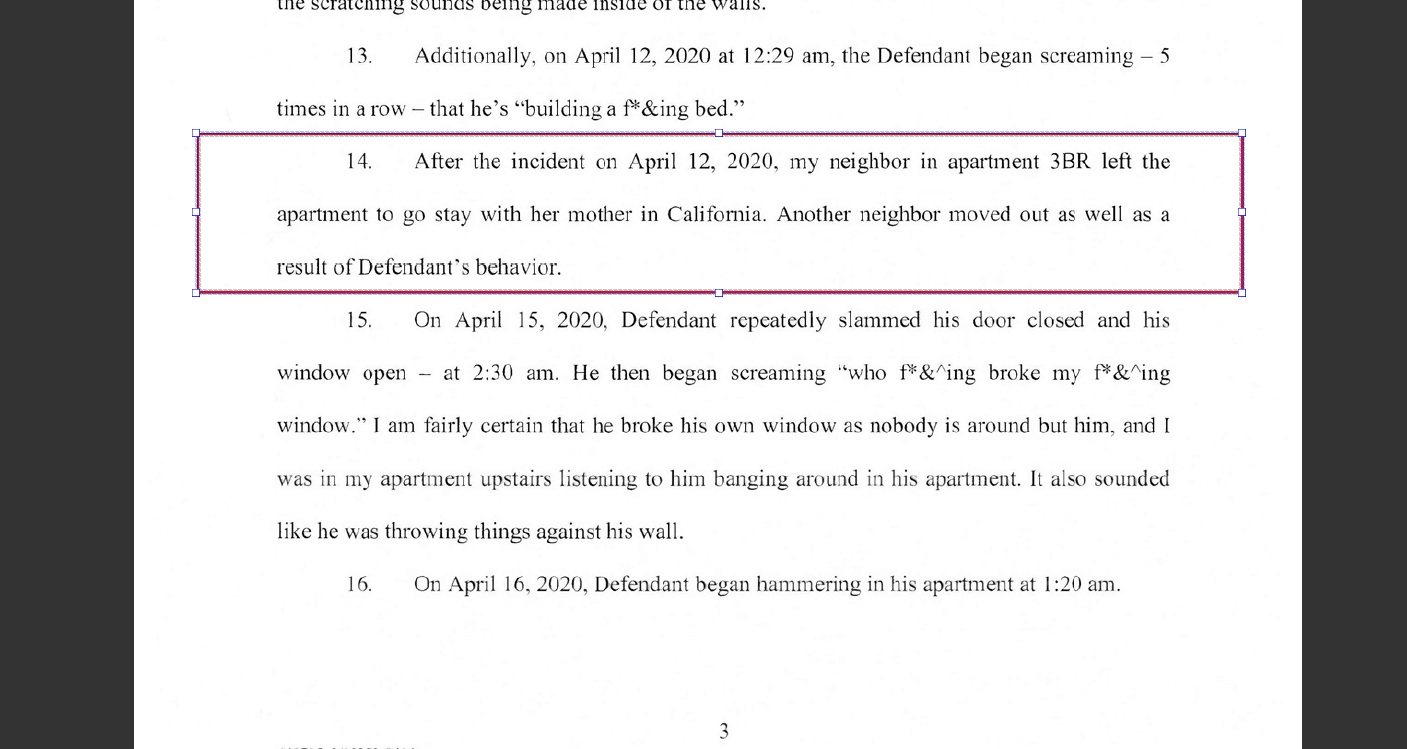 the scratching sounds being made inside of the walls.
13. Additionally, on April 12, 2020 at 12:29 am, the Defendant began screaming – 5
times in a row – that he’s “building a f*&ing bed.”
14. After the incident on April 12, 2020, my neighbor in apartment 3BR left the
apartment to go stay with her mother in California. Another neighbor moved out as well as a
result of Defendant’s behavior.
15. On April 15, 2020, Defendant repeatedly slammed his door closed and his
window open – at 2:30 am. He then began screaming “who f*&^ing broke my f*&^ing
window.” I am fairly certain that he broke his own window as nobody is around but him, and I
was in my apartment upstairs listening to him banging around in his apartment. It also sounded
like he was throwing things against his wall.
16. On April 16, 2020, Defendant began hammering in his apartment at 1:20 am.
3